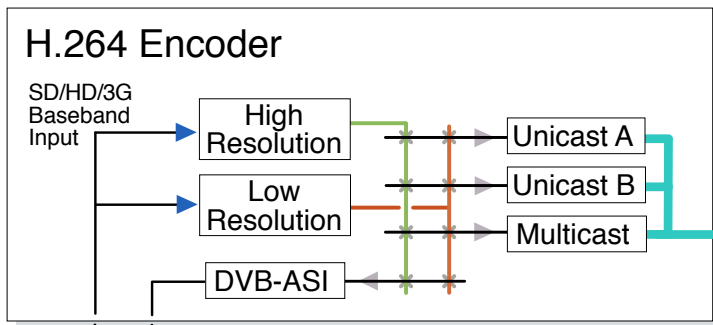 H.264 Encoder
SD/HD/3G
Baseband
Input
High
Resolution
Low
Resolution
DVB-ASI
Unicast A
Unicast B
Multicast